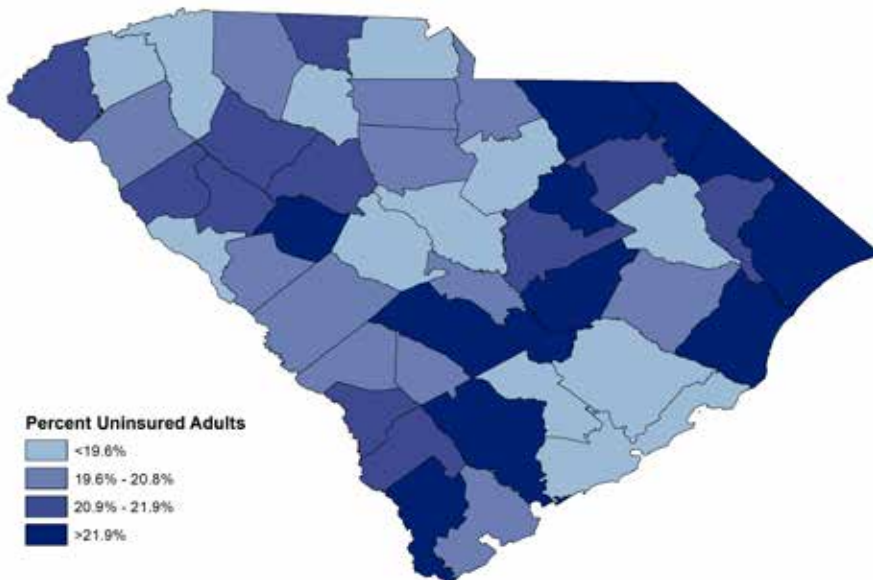 Percent Uninsured Adults
<19.6%
19.6% - 20.8%
20.9% - 21.9%
>21.9%